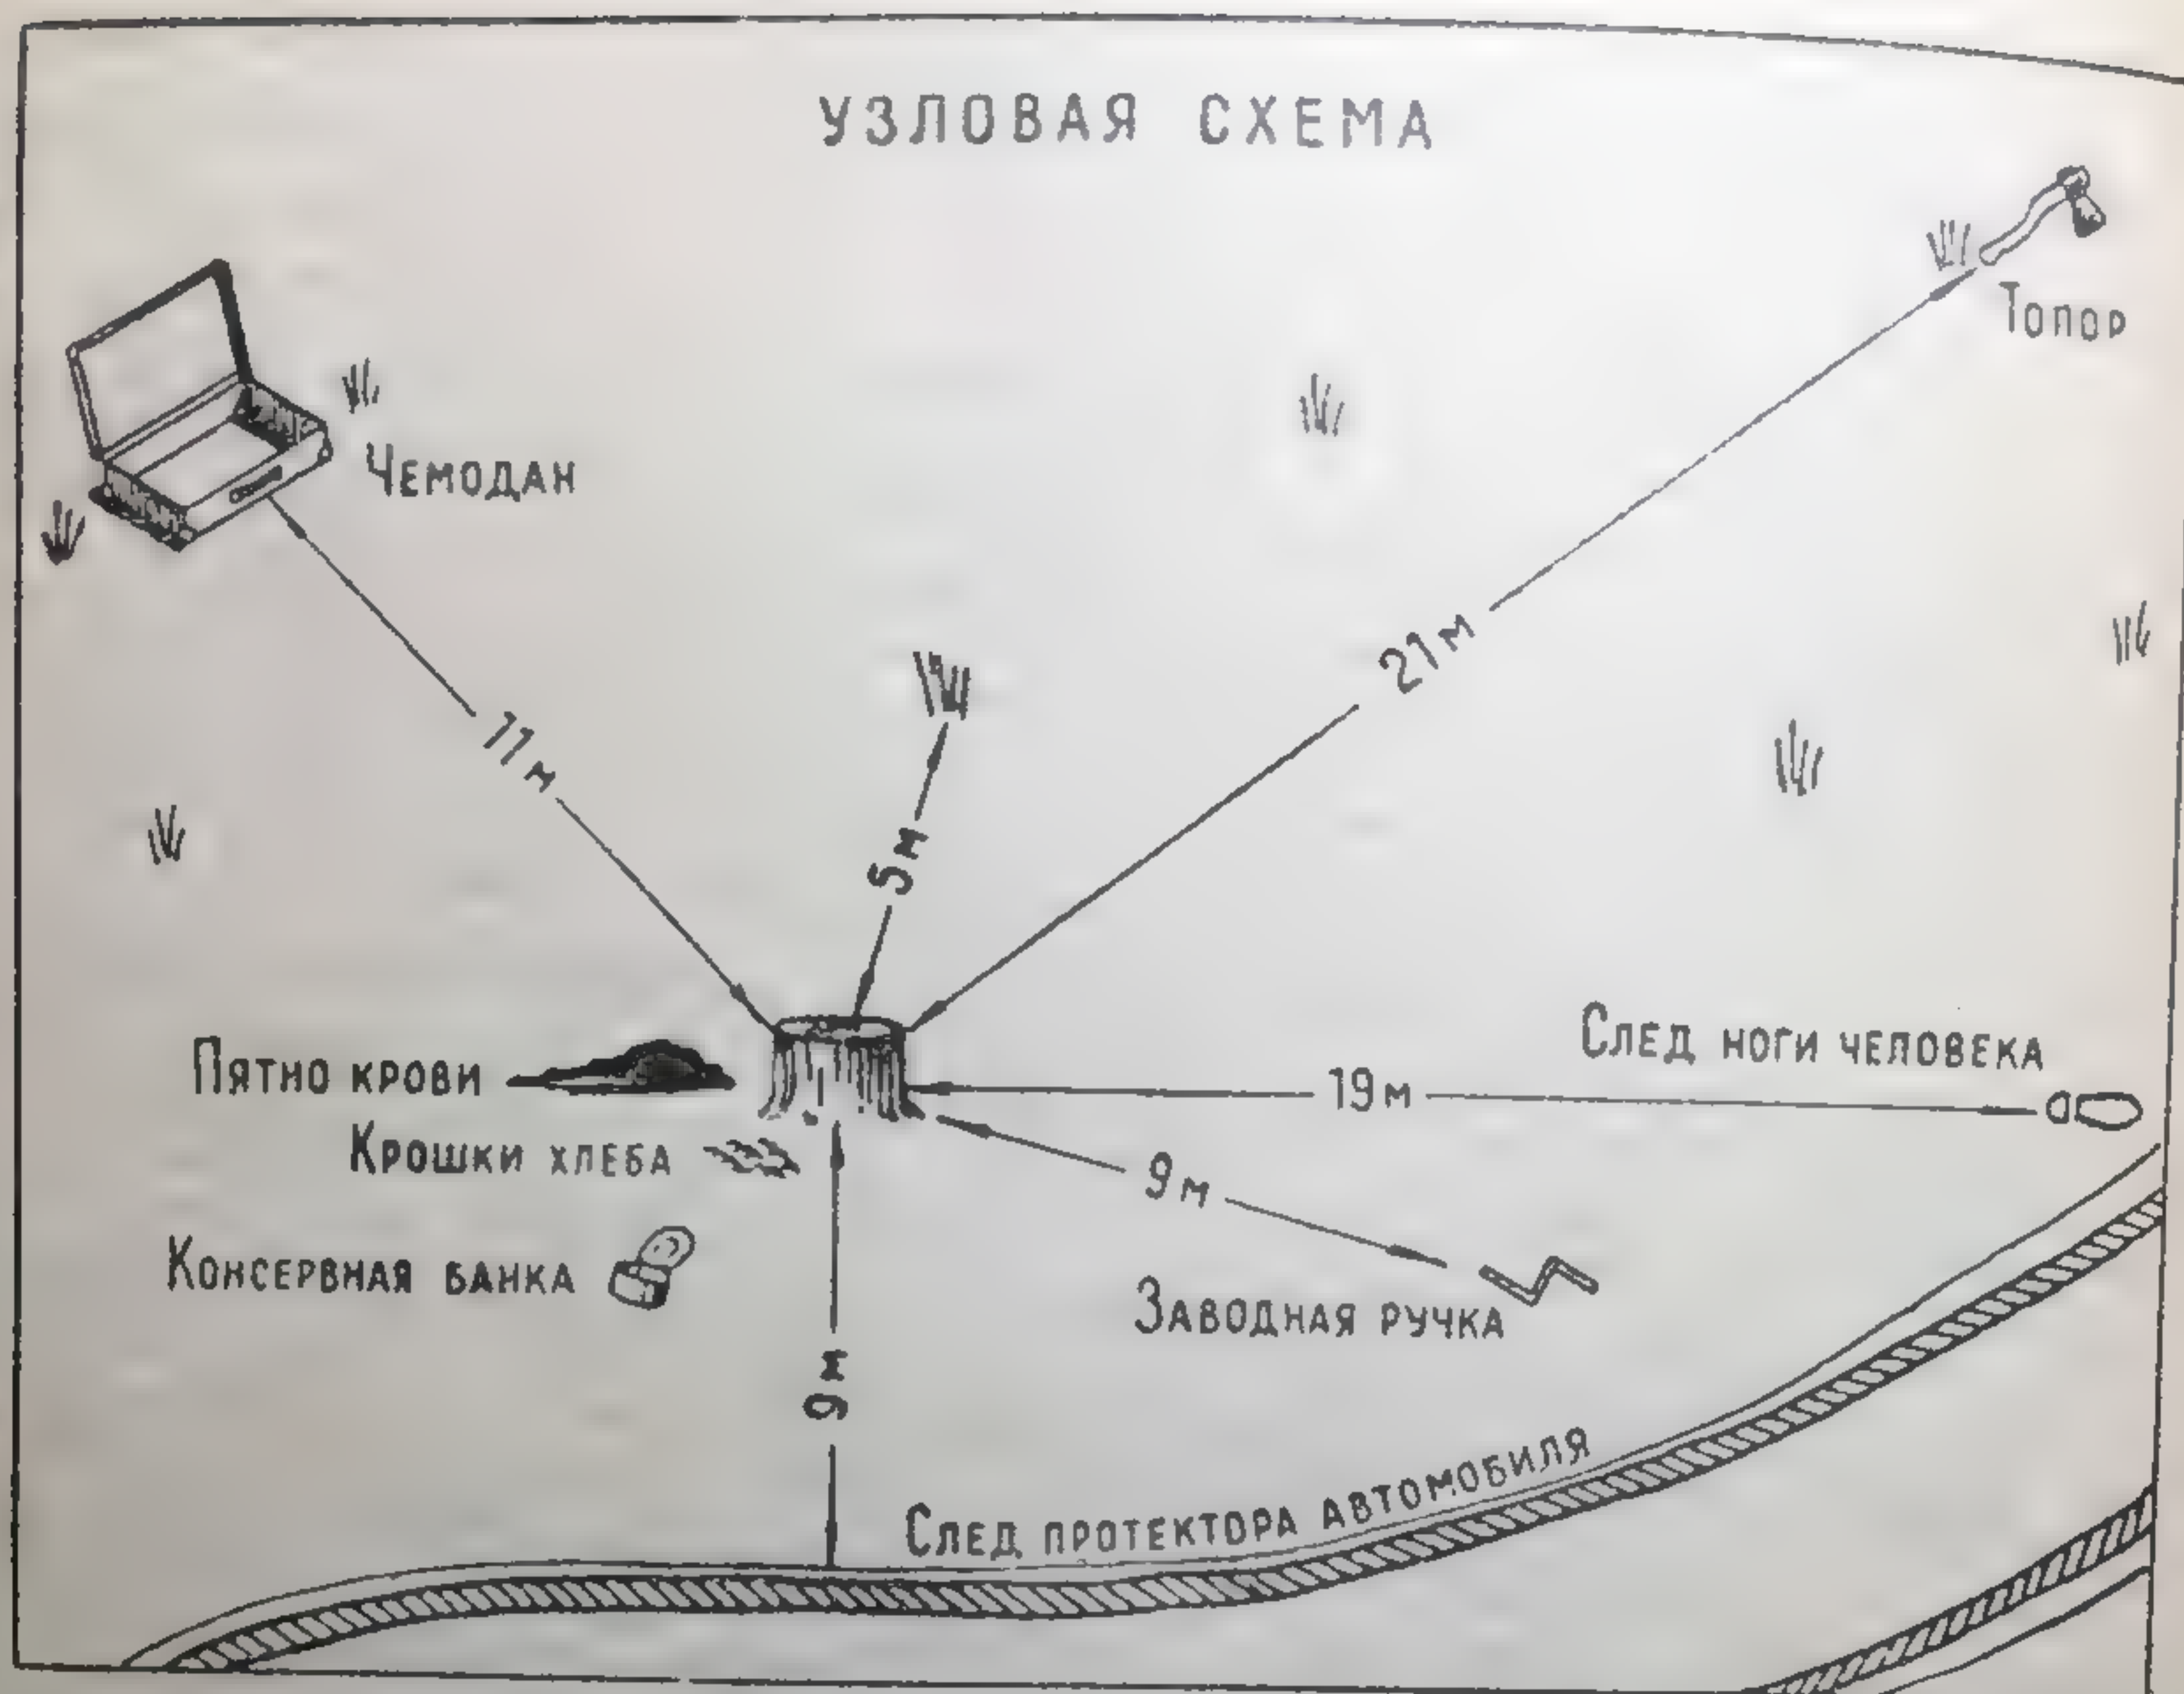 УЗЛОВАЯ СХЕМА
Топор
Чемодан
21м
11м
5м
След ноги человека
Пятно крови
19м
Крошки хлеба
9м
Консервная банка
Заводная ручка
9м
След протектора автомобиля